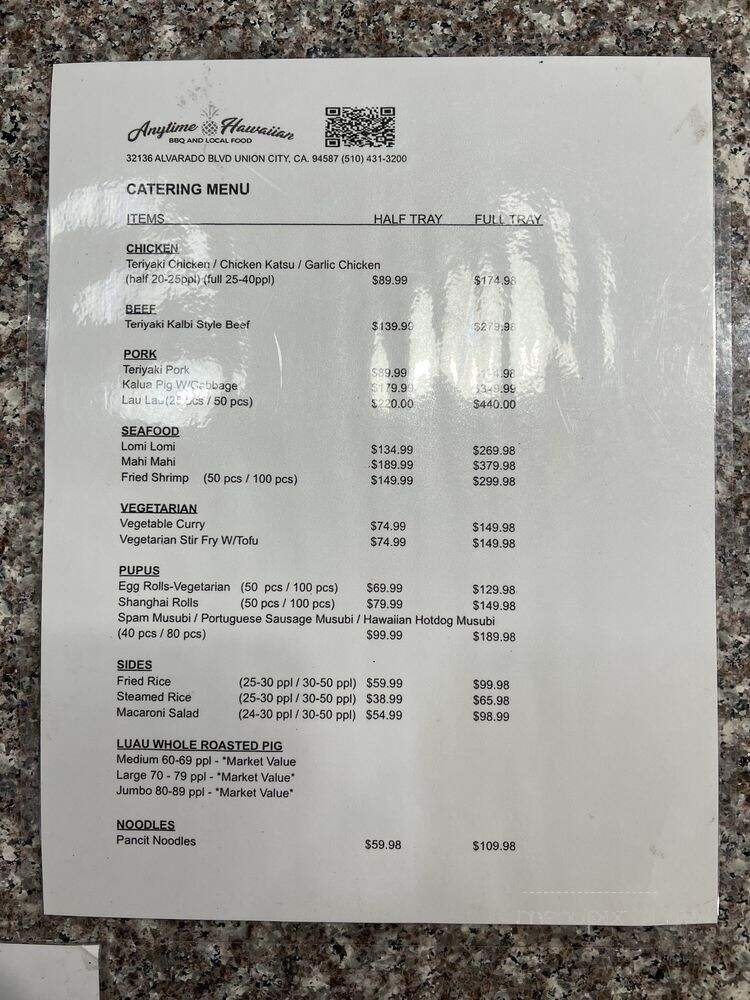 Anytime Hawaiian
BBQ AND LOCAL FOOD
32136 ALVARADO BLVD UNION CITY, CA. 94587 (510) 431-3200
CATERING MENU
ITEMS HALF TRAY FULL TRAY
CHICKEN
Teriyaki Chicken / Chicken Katsu / Garlic Chicken
(half 20-25ppl) (full 25-40ppl) $89.99 $174.98
BEEF
Teriyaki Kalbi Style Beef $139.99 $279.98
PORK
Teriyaki Pork $89.99
Kalua Pig W/Cabbage $179.99 $349.99
Lau Lau(25 pcs / 50 pcs) $220.00 $440.00
SEAFOOD
Lomi Lomi $134.99 $269.98
Mahi Mahi $189.99 $379.98
Fried Shrimp (50 pcs / 100 pcs) $149.99 $299.98
VEGETARIAN
Vegetable Curry $74.99 $149.98
Vegetarian Stir Fry W/Tofu $74.99 $149.98
PUPUS
Egg Rolls-Vegetarian (50 pcs / 100 pcs) $69.99 $129.98
Shanghai Rolls (50 pcs / 100 pcs) $79.99 $149.98
Spam Musubi / Portuguese Sausage Musubi / Hawaiian Hotdog Musubi
(40 pcs / 80 pcs) $99.99 $189.98
SIDES
Fried Rice (25-30 ppl / 30-50 ppl) $59.99 $99.98
Steamed Rice (25-30 ppl / 30-50 ppl) $38.99 $65.98
Macaroni Salad (24-30 ppl / 30-50 ppl) $54.99 $98.99
LUAU WHOLE ROASTED PIG
Medium 60-69 ppl - *Market Value
Large 70 - 79 ppl - *Market Value*
Jumbo 80-89 ppl - *Market Value*
NOODLES
Pancit Noodles $59.98 $109.98